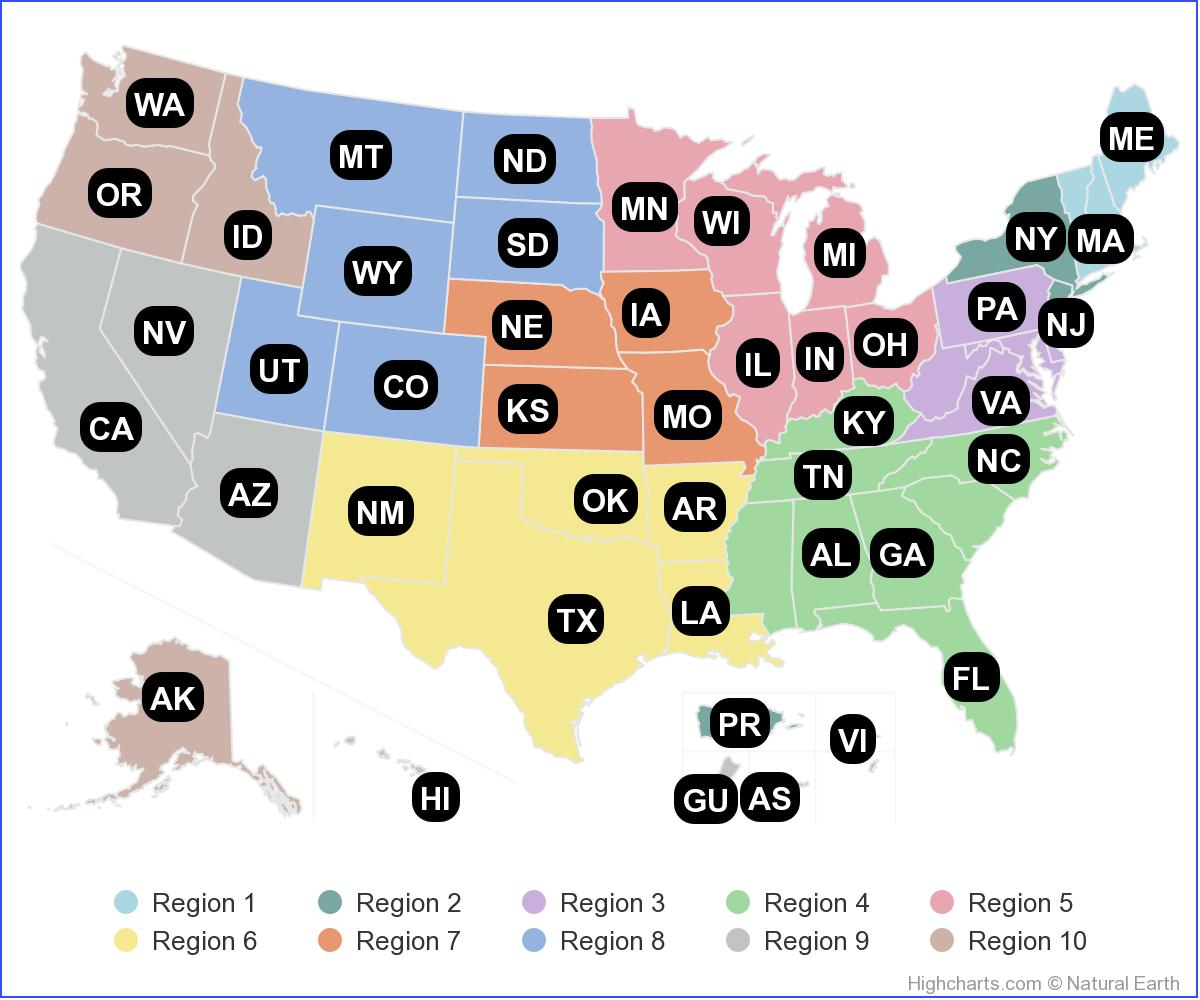 WA
MT
ND
ME
OR
ID
MN
WI
NY
MA
WY
SD
MI
NV
UT
CO
NE
IA
PA
NJ
IL
IN
OH
CA
KS
MO
KY
VA
AZ
NM
OK
AR
TN
NC
TX
LA
AL
GA
FL
AK
HI
PR
VI
GU
AS
Region 1
Region 2
Region 3
Region 4
Region 5
Region 6
Region 7
Region 8
Region 9
Region 10
Highcharts.com © Natural Earth